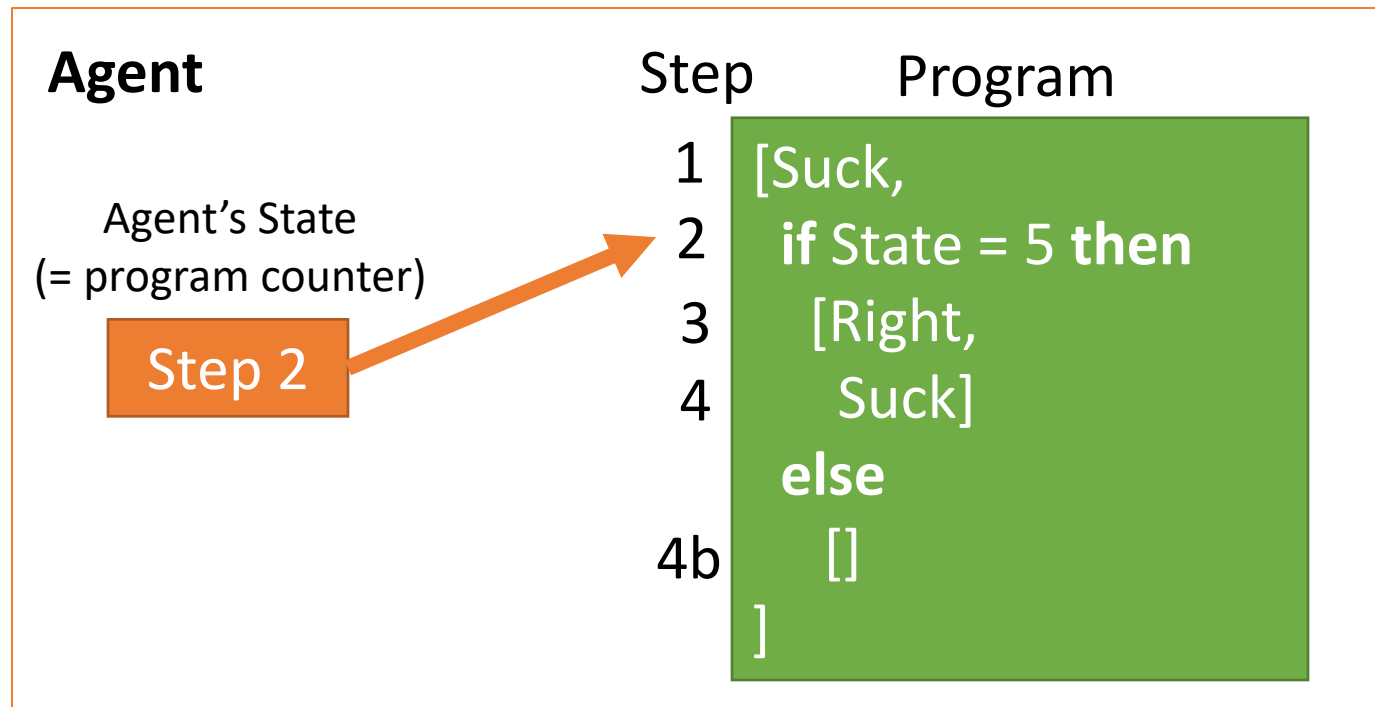 Agent
Agent’s State
(= program counter)
Step 2
Step Program
1 [Suck,
2 if State = 5 then
3 [Right,
4 Suck]
else
4b []
]